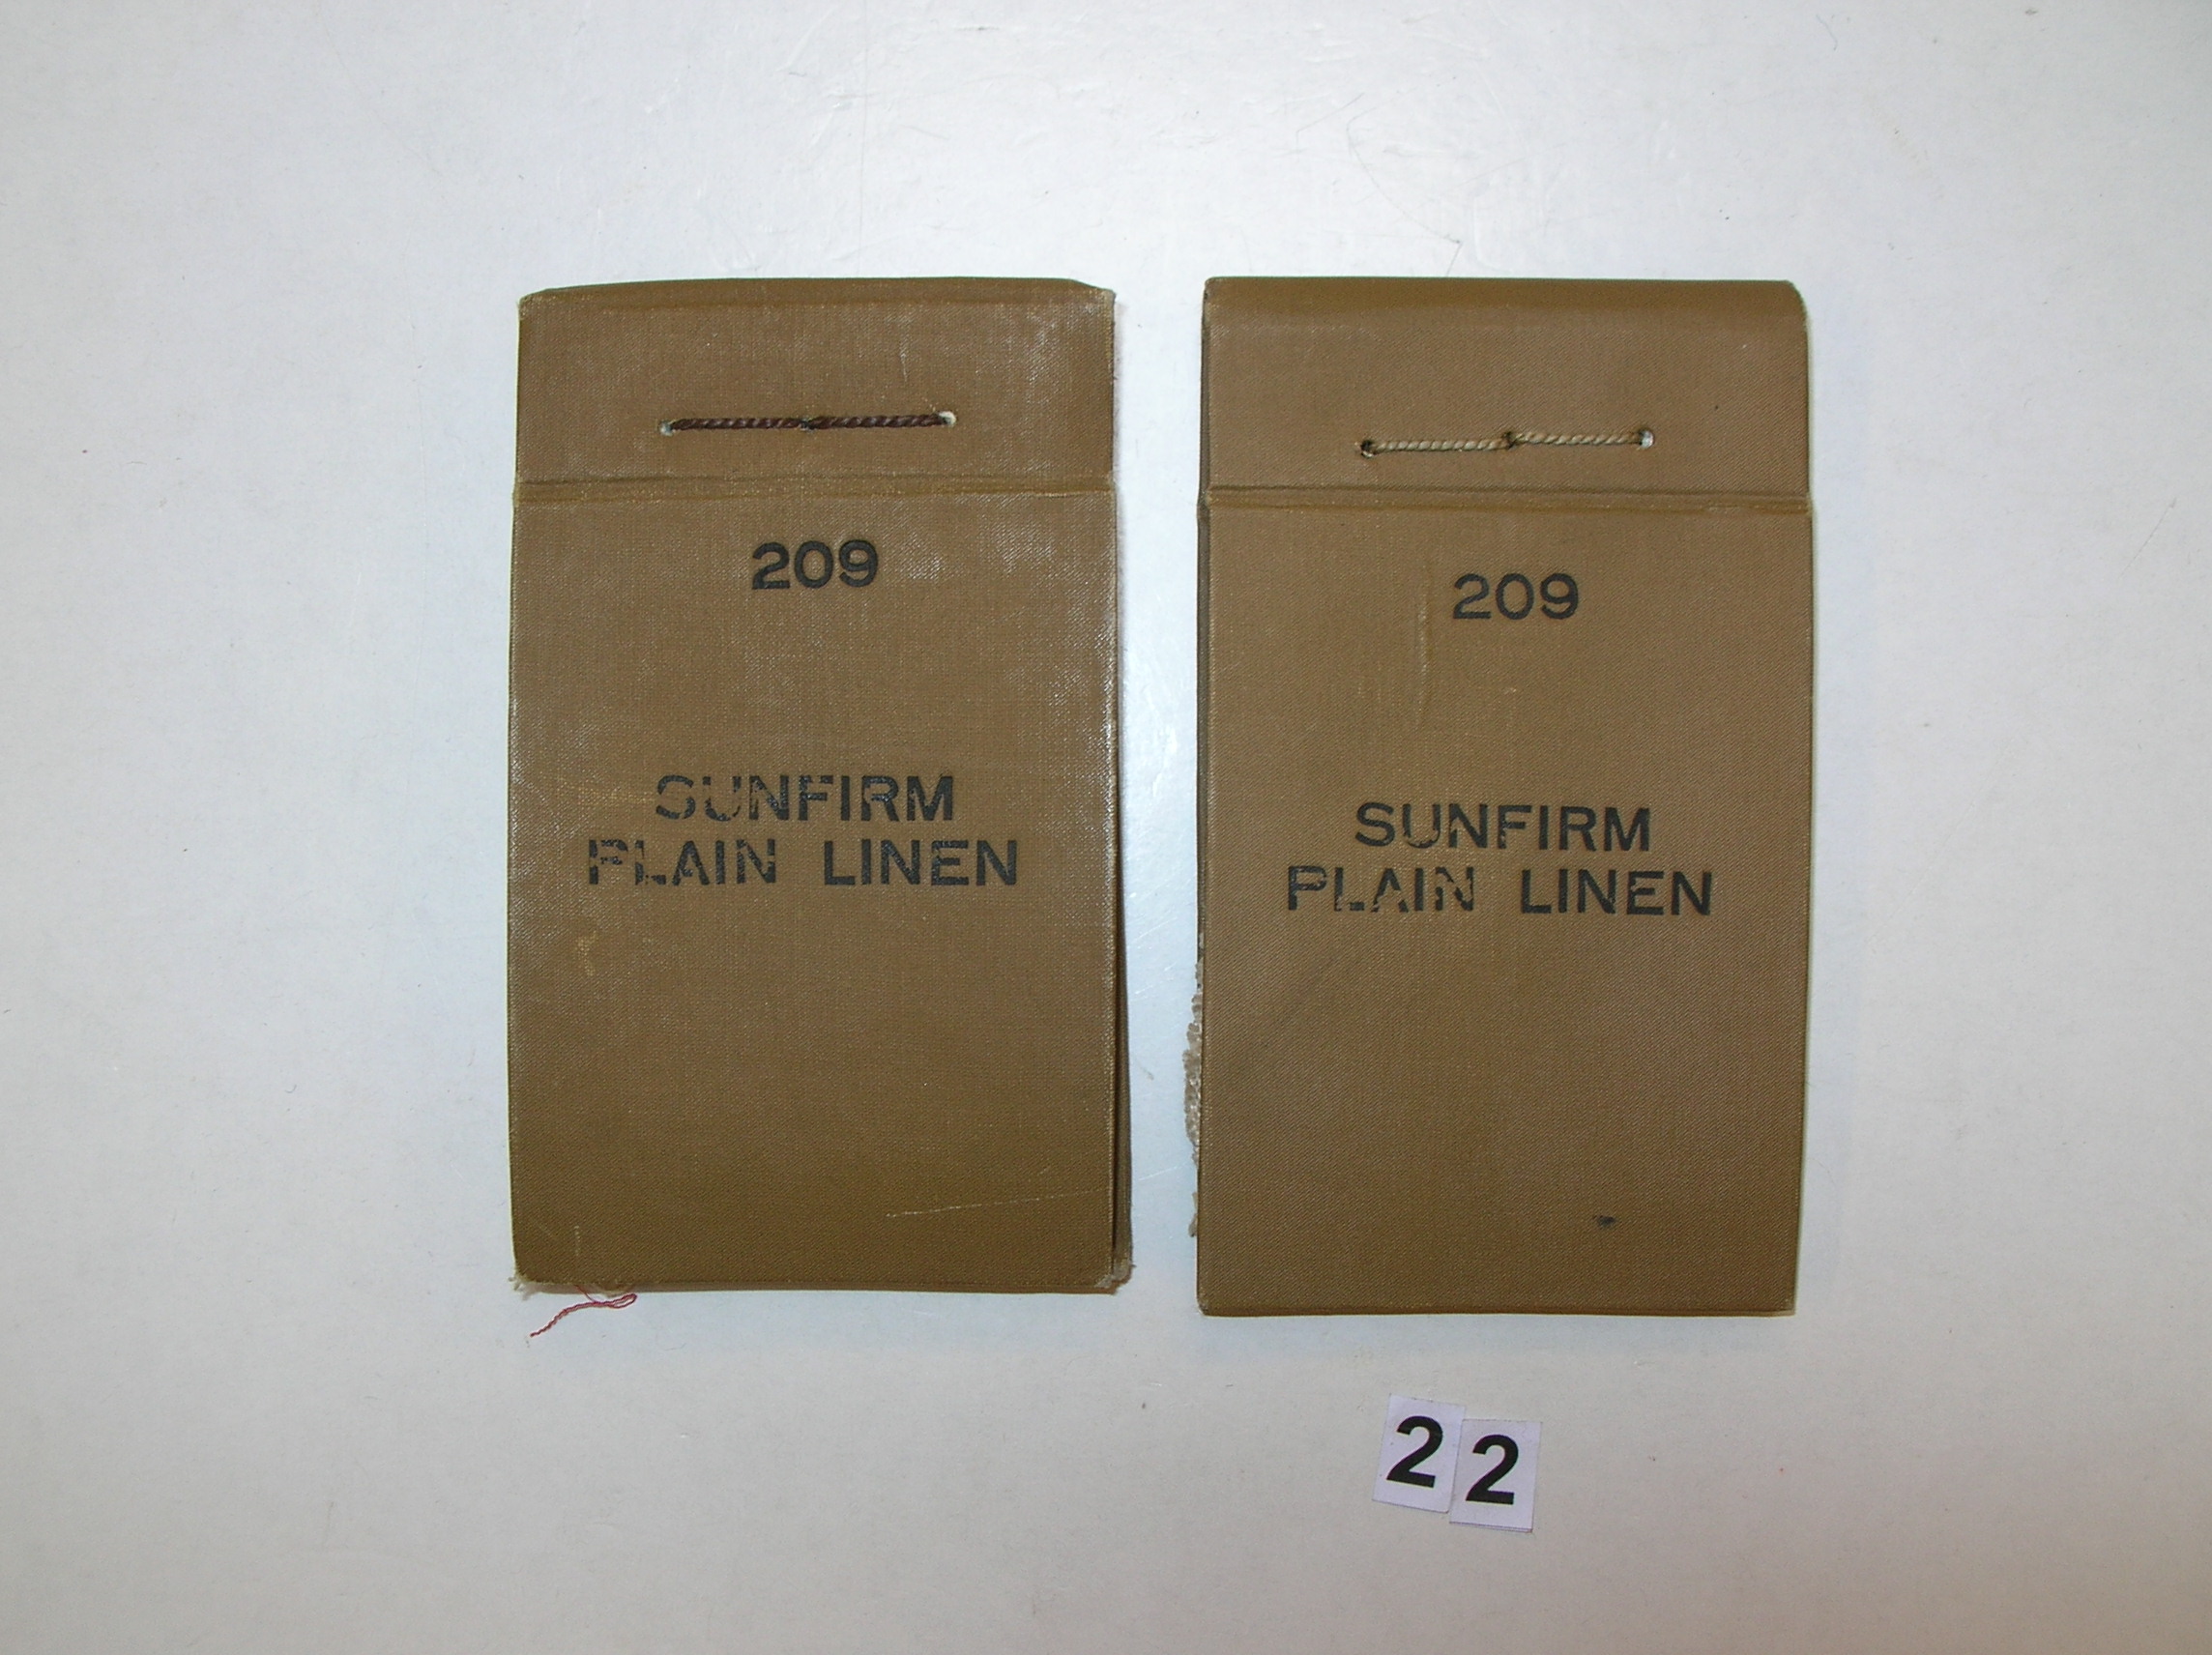 209
SUNFIRM
PLAIN LINEN
209
SUNFIRM
PLAIN LINEN
22